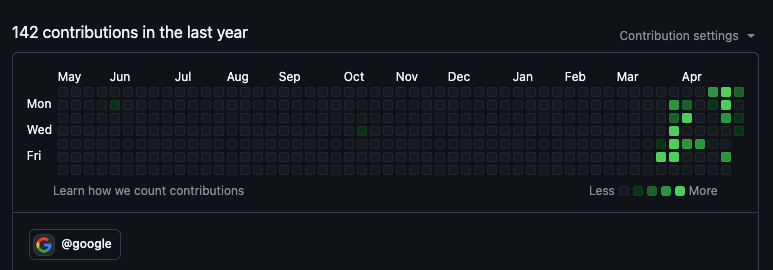 142 contributions in the last year
Contribution settings
May Jun Jul Aug Sep Oct Nov Dec Jan Feb Mar Apr
Mon
Wed
Fri
Learn how we count contributions
Less More
@google